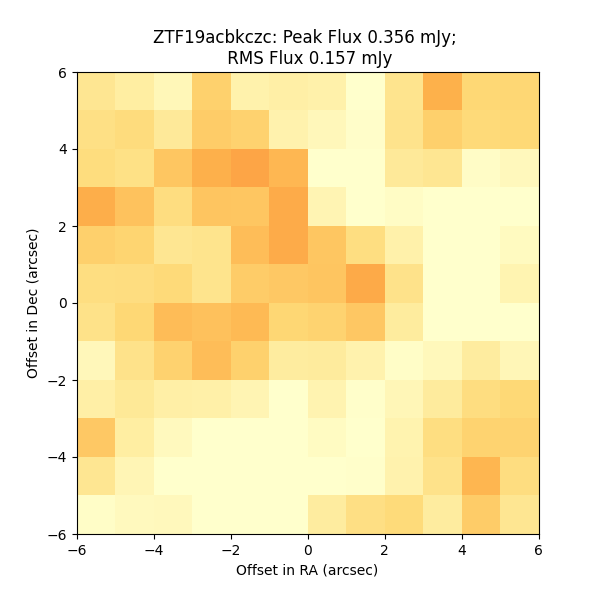 ZTF19acbkczc: Peak Flux 0.356 mJy;
RMS Flux 0.157 mJy
6
4
2
0
−2
−4
−6
Offset in Dec (arcsec)
−6 −4 −2 0 2 4 6
Offset in RA (arcsec)